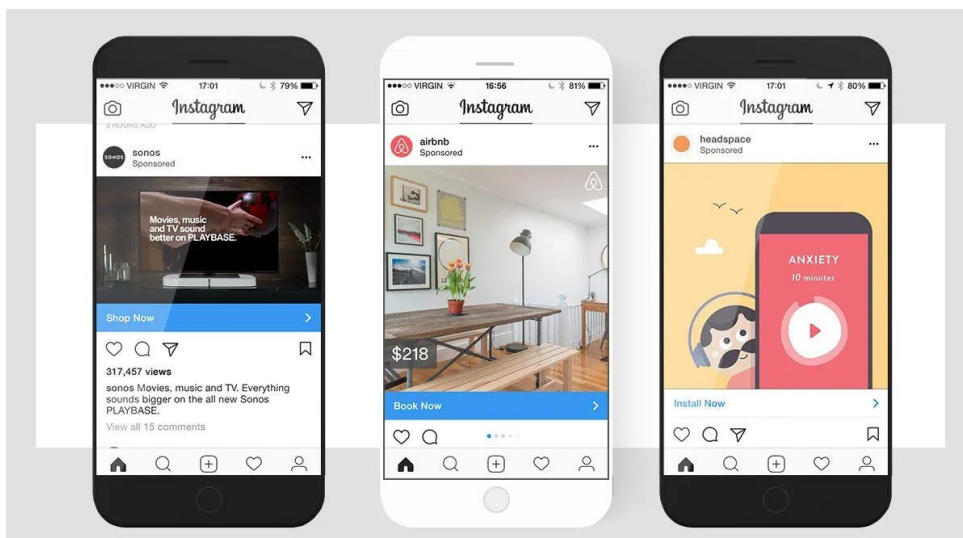 VIRGIN 17:01 79%
Instagram
3 HOURS AGO
SONOS
sonos
Sponsored
Movies, music
and TV sound
better on PLAYBASE.
Shop Now
317,457 views
sonos Movies, music and TV. Everything
sounds bigger on the all new Sonos
PLAYBASE.
View all 15 comments
VIRGIN 16:56 81%
Instagram
airbnb
Sponsored
$218
Book Now
VIRGIN 17:01 80%
Instagram
headspace
Sponsored
ANXIETY
10 minutes
Install Now